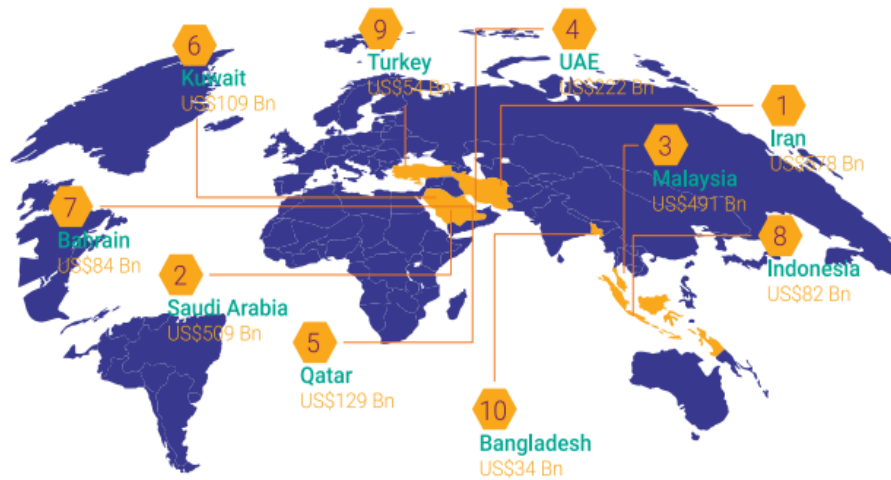 6
Kuwait
US$109 Bn
9
Turkey
US$54 Bn
4
UAE
US$222 Bn
1
Iran
US$578 Bn
3
Malaysia
US$491 Bn
7
Bahrain
US$84 Bn
2
Saudi Arabia
US$509 Bn
8
Indonesia
US$82 Bn
5
Qatar
US$129 Bn
10
Bangladesh
US$34 Bn